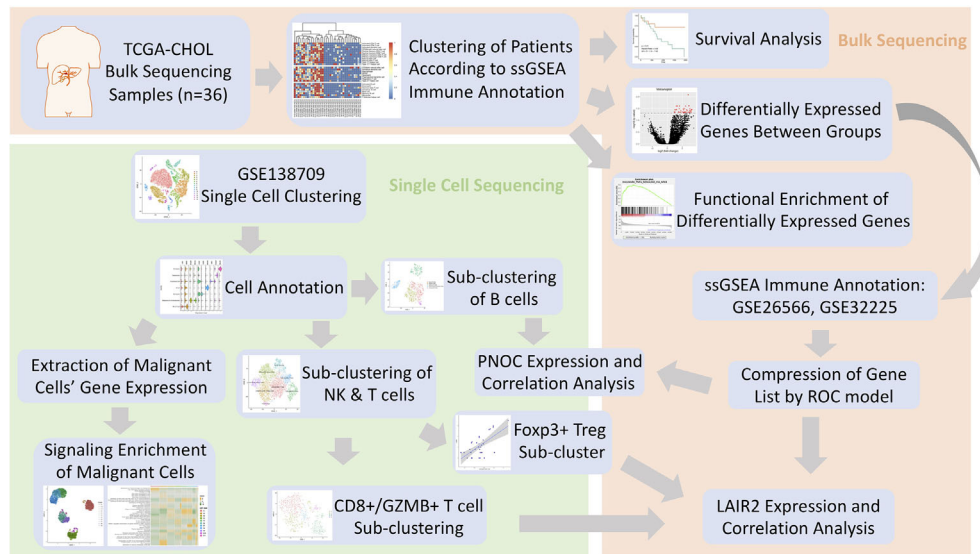 TCGA-CHOL
Bulk Sequencing
Samples (n=36)
Clustering of Patients
According to ssGSEA
Immune Annotation
Survival Analysis
Bulk Sequencing
Differentially Expressed
Genes Between Groups
GSE138709
Single Cell Clustering
Single Cell Sequencing
Functional Enrichment of
Differentially Expressed Genes
Cell Annotation
Sub-clustering
of B cells
ssGSEA Immune Annotation:
GSE26566, GSE32225
Extraction of Malignant
Cells' Gene Expression
Sub-clustering of
NK & T cells
PNOC Expression and
Correlation Analysis
Compression of Gene
List by ROC model
Signaling Enrichment
of Malignant Cells
Foxp3+ Treg
Sub-cluster
CD8+/GZMB+ T cell
Sub-clustering
LAIR2 Expression and
Correlation Analysis